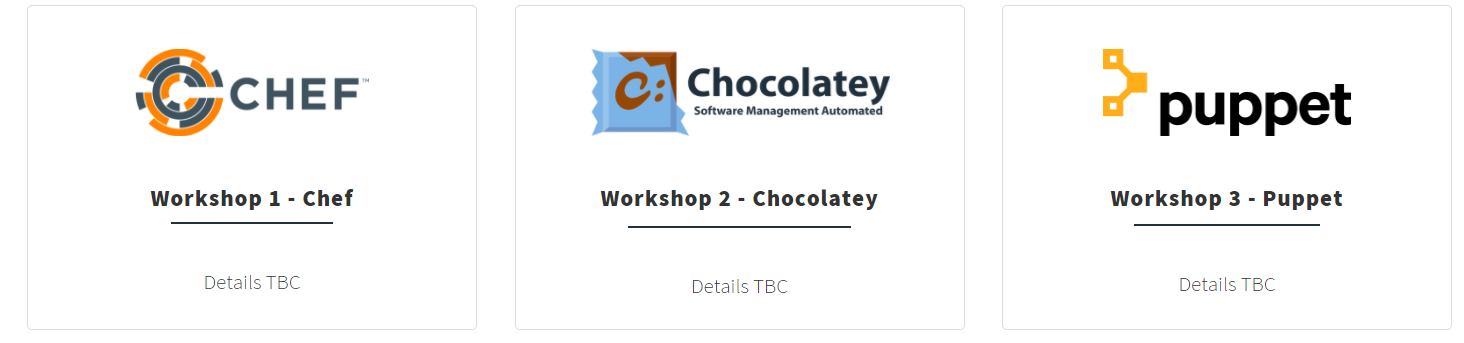 CHEF™
Workshop 1 - Chef
Details TBC
C:
Chocolatey
Software Management Automated
Workshop 2 - Chocolatey
Details TBC
puppet
Workshop 3 - Puppet
Details TBC